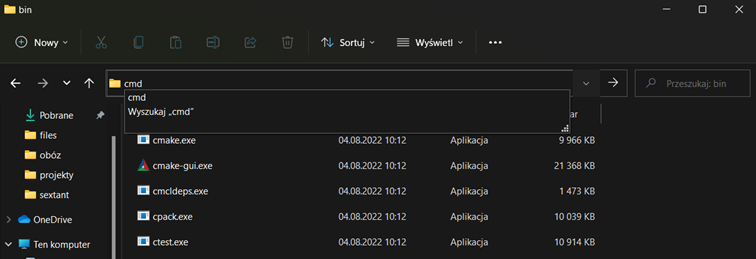 bin
Nowy
Sortuj
Wyświetl
cmd
Przeszukaj: bin
cmd
Wyszukaj „cmd”
Pobrane
files
obóz
projekty
sextant
OneDrive
Ten komputer
cmake.exe 04.08.2022 10:12 Aplikacja 9 966 KB
cmake-gui.exe 04.08.2022 10:12 Aplikacja 21 368 KB
cmcldeps.exe 04.08.2022 10:12 Aplikacja 1 473 KB
cpack.exe 04.08.2022 10:12 Aplikacja 10 039 KB
ctest.exe 04.08.2022 10:12 Aplikacja 10 914 KB